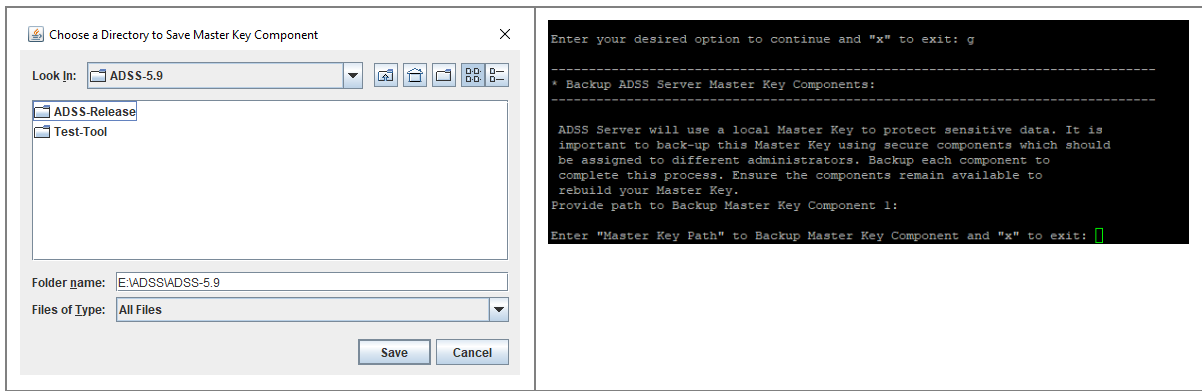 Choose a Directory to Save Master Key Component
Look In: ADSS-5.9
ADSS-Release
Test-Tool
Folder name: E:\ADSS\ADSS-5.9
Files of Type: All Files
Save Cancel
Enter your desired option to continue and "x" to exit: g
--------------------------------------------------------------------------------
* Backup ADSS Server Master Key Components:
--------------------------------------------------------------------------------
ADSS Server will use a local Master Key to protect sensitive data. It is
important to back-up this Master Key using secure components which should
be assigned to different administrators. Backup each component to
complete this process. Ensure the components remain available to
rebuild your Master Key.
Provide path to Backup Master Key Component 1:
Enter "Master Key Path" to Backup Master Key Component and "x" to exit: